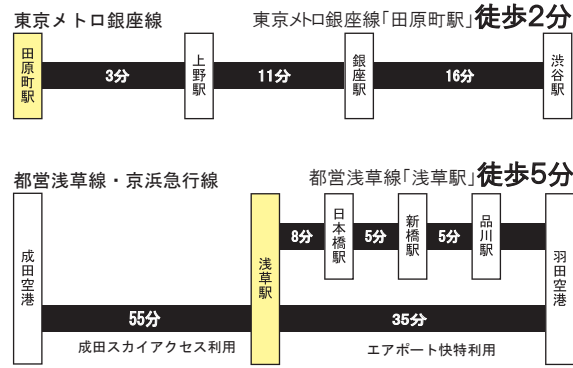 東京メトロ銀座線
東京メトロ銀座線「田原町駅」徒歩2分
田原町駅
3分
上野駅
11分
銀座駅
16分
渋谷駅
都営浅草線・京浜急行線
都営浅草線「浅草駅」徒歩5分
成田空港
55分
成田スカイアクセス利用
浅草駅
8分
日本橋駅
5分
新橋駅
5分
品川駅
35分
エアポート快特利用
羽田空港